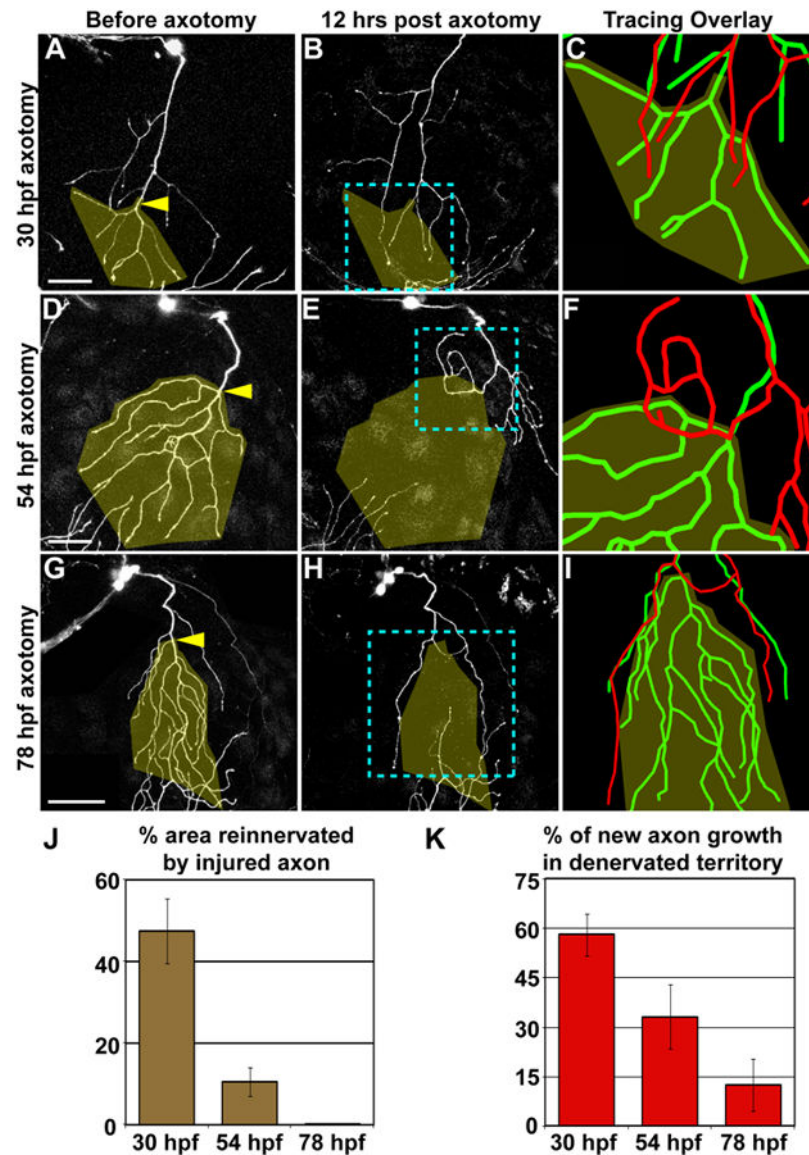 Before axotomy
12 hrs post axotomy
Tracing Overlay
30 hpf axotomy
A
B
C
54 hpf axotomy
D
E
F
78 hpf axotomy
G
H
I
J
% area reinnervated
by injured axon
60
40
20
0
30 hpf
54 hpf
78 hpf
K
% of new axon growth
in denervated territory
75
60
45
30
15
0
30 hpf
54 hpf
78 hpf